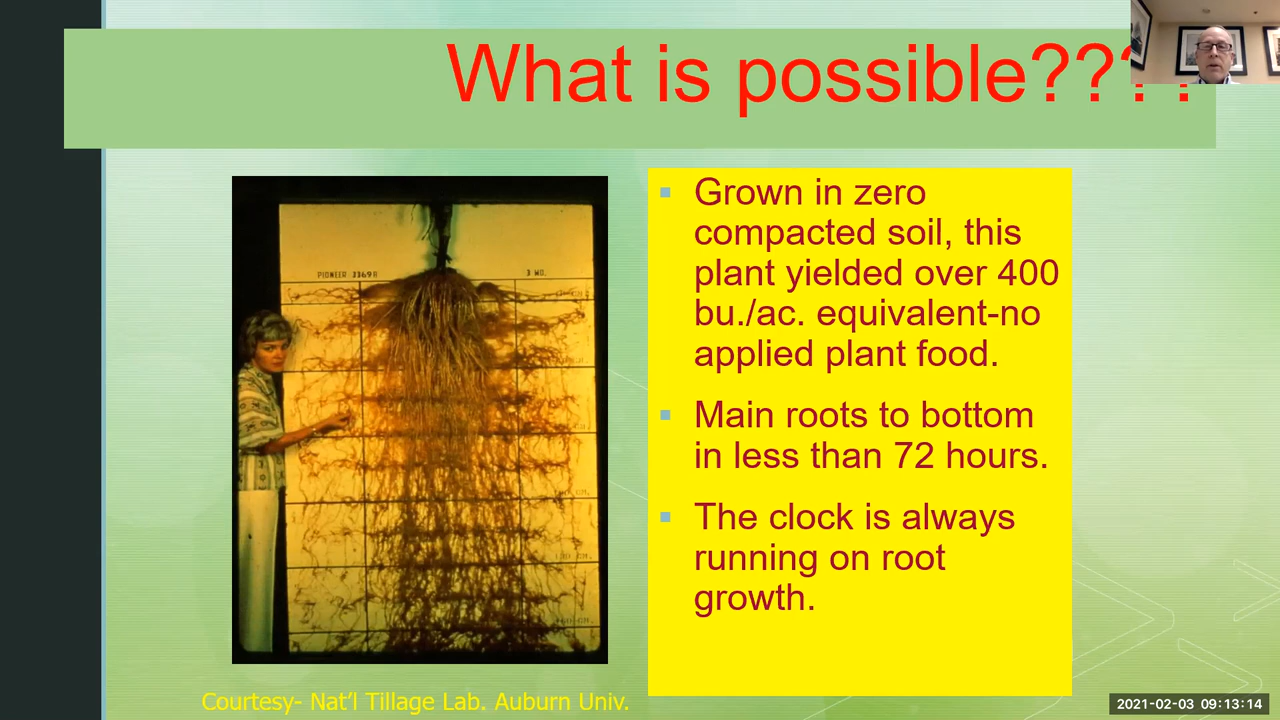 What is possible????
Grown in zero
compacted soil, this
plant yielded over 400
bu./ac. equivalent-no
applied plant food.
Main roots to bottom
in less than 72 hours.
The clock is always
running on root
growth.
PIONEER 3369A
3 MO.
Courtesy- Nat'l Tillage Lab. Auburn Univ.
2021-02-03 09:13:14